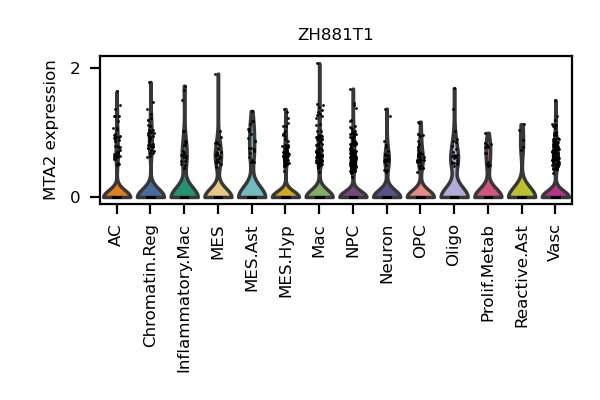 ZH881T1
MTA2 expression
2
0
AC
Chromatin.Reg
Inflammatory.Mac
MES
MES.Ast
MES.Hyp
Mac
NPC
Neuron
OPC
Oligo
Prolif.Metab
Reactive.Ast
Vasc